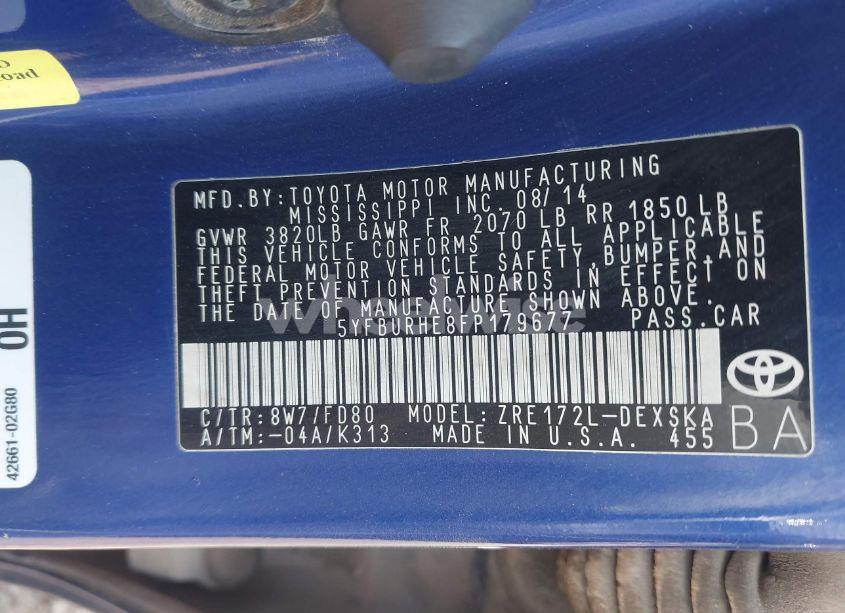 oad
OH
42661-02G80
MFD.BY:TOYOTA MOTOR MANUFACTURING
MISSISSIPPI INC. 08/14
GVWR 3820LB GAWR FR 2070 LB RR 1850 LB
THIS VEHICLE CONFORMS TO ALL APPLICABLE
FEDERAL MOTOR VEHICLE SAFETY,BUMPER,AND
THEFT PREVENTION STANDARDS IN EFFECT ON
THE DATE OF MANUFACTURE SHOWN ABOVE.
PASS.CAR
C/TR:8W7/FD80 MODEL:ZRE172L-DEXSKA
A/TM:-04A/K313 MADE IN U.S.A. 455
BA